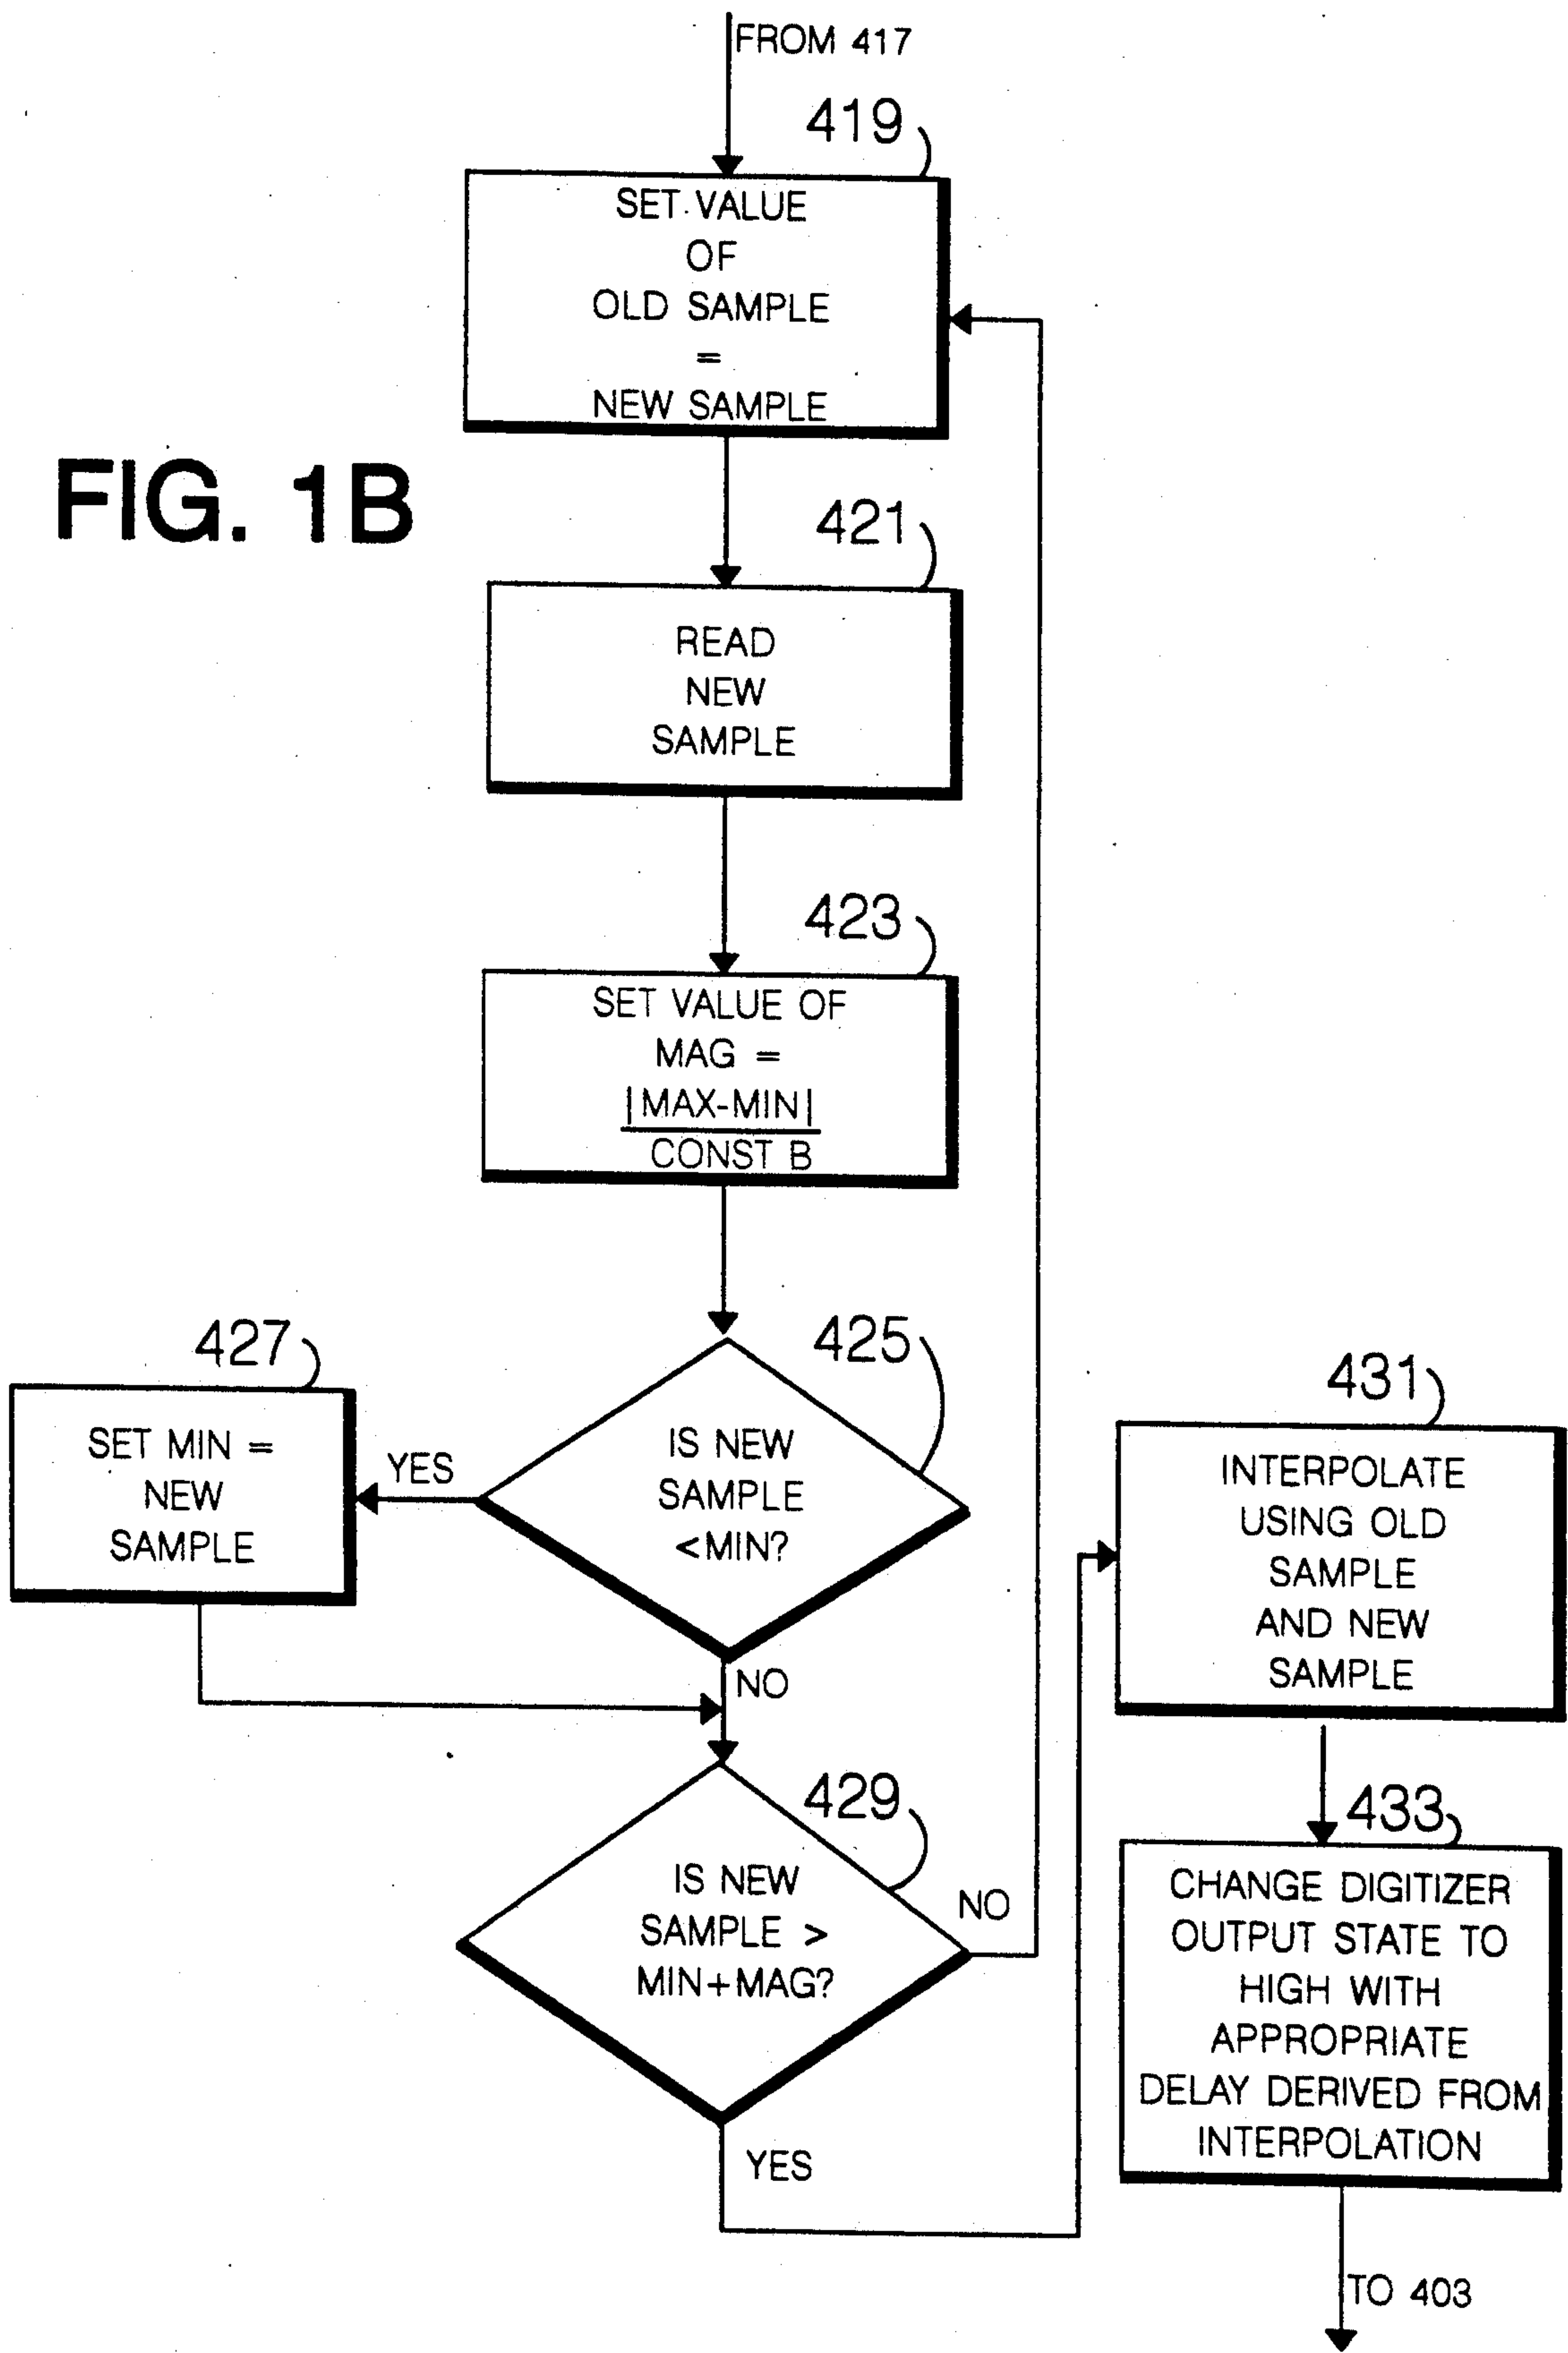 FROM 417
419
SET VALUE
OF
OLD SAMPLE
=
NEW SAMPLE
FIG. 1B
421
READ
NEW
SAMPLE
423
SET VALUE OF
MAG =
|MAX-MIN|
CONST B
425
IS NEW
SAMPLE
<MIN?
YES
427
SET MIN =
NEW
SAMPLE
NO
429
IS NEW
SAMPLE >
MIN+MAG?
NO
YES
431
INTERPOLATE
USING OLD
SAMPLE
AND NEW
SAMPLE
433
CHANGE DIGITIZER
OUTPUT STATE TO
HIGH WITH
APPROPRIATE
DELAY DERIVED FROM
INTERPOLATION
TO 403